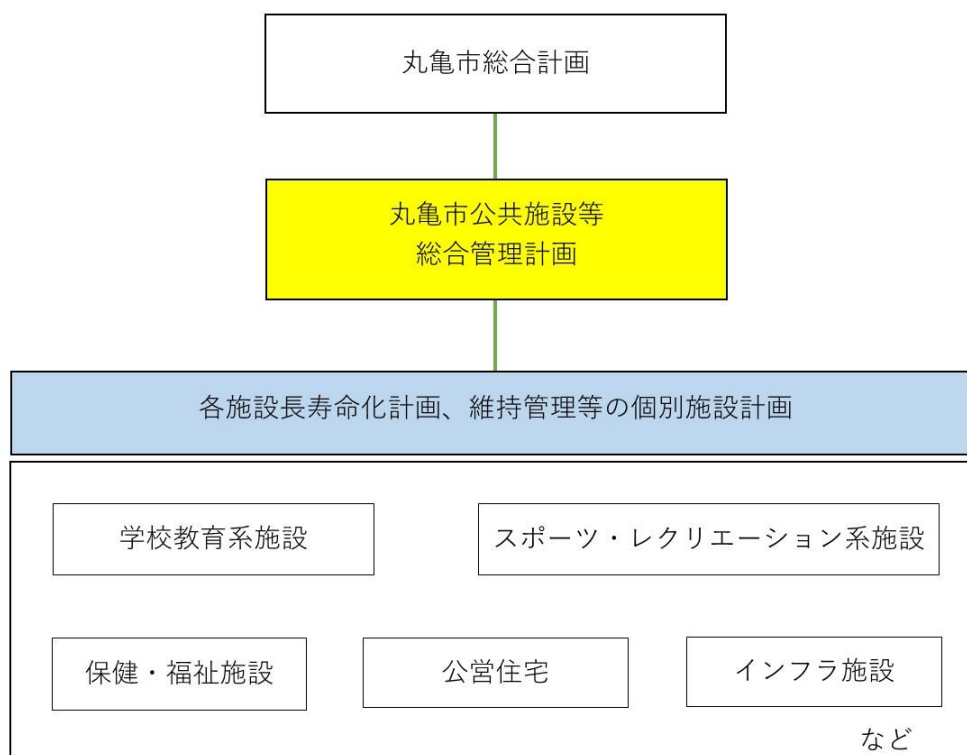 丸亀市総合計画
丸亀市公共施設等
総合管理計画
各施設長寿命化計画、維持管理等の個別施設計画
学校教育系施設
スポーツ・レクリエーション系施設
保健・福祉施設
公営住宅
インフラ施設
など